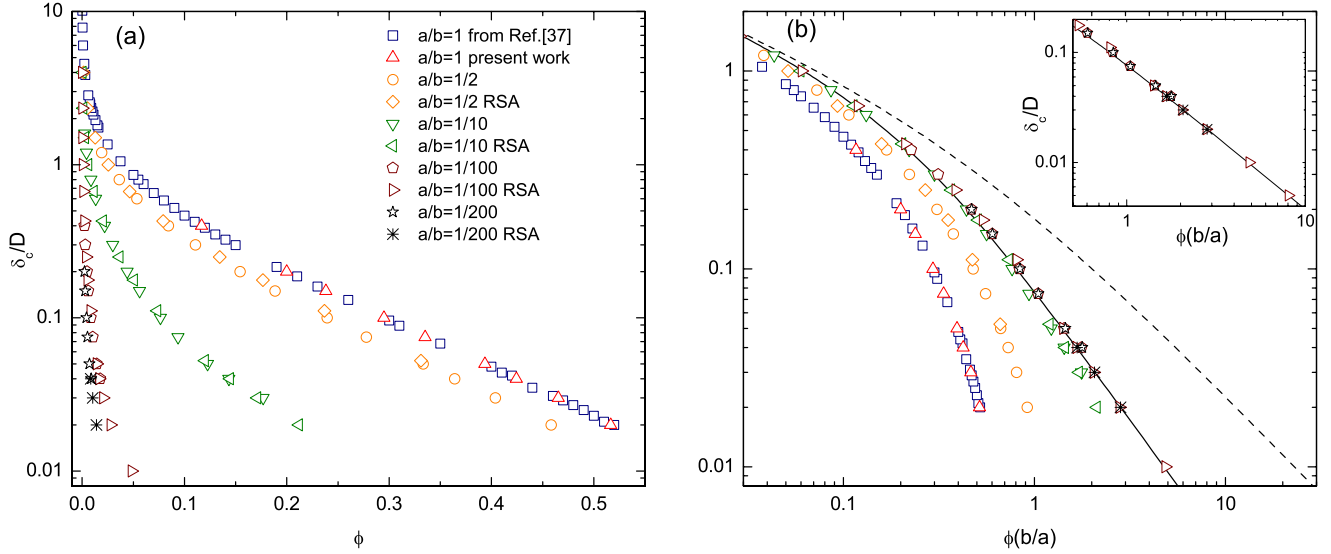 (a)
a/b=1 from Ref.[37]
a/b=1 present work
a/b=1/2
a/b=1/2 RSA
a/b=1/10
a/b=1/10 RSA
a/b=1/100
a/b=1/100 RSA
a/b=1/200
a/b=1/200 RSA
10
1
0.1
0.01
δc/D
0.0 0.1 0.2 0.3 0.4 0.5
ϕ
(b)
1
0.1
0.01
δc/D
0.1 1 10
ϕ(b/a)
0.1
0.01
δc/D
1 10
ϕ(b/a)